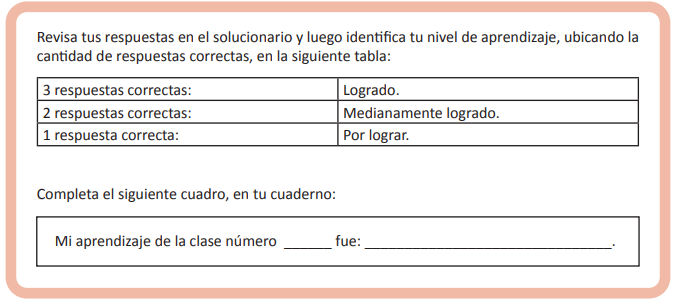 Revisa tus respuestas en el solucionario y luego identifica tu nivel de aprendizaje, ubicando la
cantidad de respuestas correctas, en la siguiente tabla:
3 respuestas correctas: Logrado.
2 respuestas correctas: Medianamente logrado.
1 respuesta correcta: Por lograr.
Completa el siguiente cuadro, en tu cuaderno:
Mi aprendizaje de la clase número ______ fue: ________________________________.